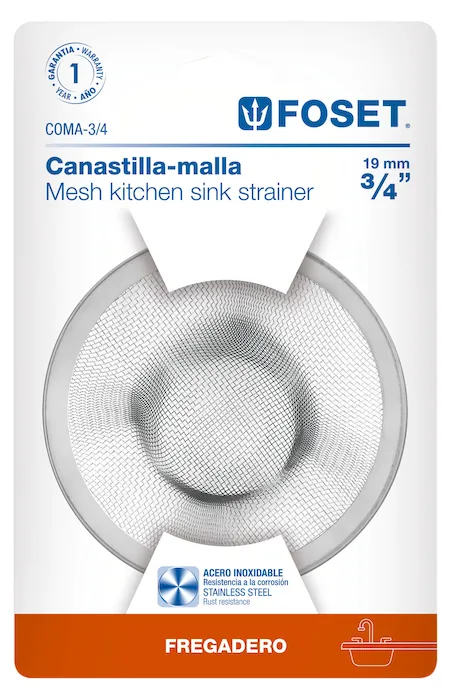 GARANTÍA • WARRANTY
1
YEAR • AÑO
FOSET®
COMA-3/4
Canastilla-malla
19 mm
Mesh kitchen sink strainer
3/4”
ACERO INOXIDABLE
Resistencia a la corrosión
STAINLESS STEEL
Rust resistance
FREGADERO